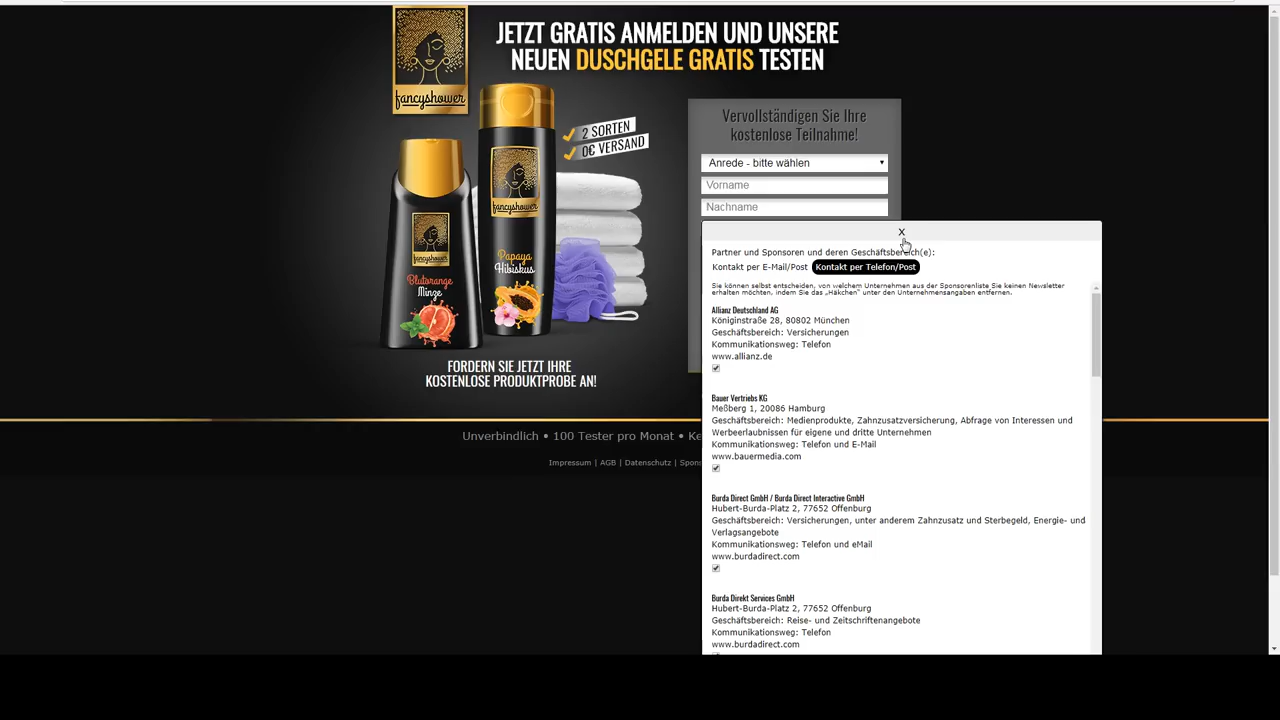 JETZT GRATIS ANMELDEN UND UNSERE
NEUEN DUSCHGELE GRATIS TESTEN
fancyshower
2 SORTEN
0€ VERSAND
fancyshower
Papaya
Hibiskus
fancyshower
Blutorange
Minze
FORDERN SIE JETZT IHRE
KOSTENLOSE PRODUKTPROBE AN!
Vervollständigen Sie Ihre
kostenlose Teilnahme!
Anrede - bitte wählen
Vorname
Nachname
X
Partner und Sponsoren und deren Geschäftsbereich(e):
Kontakt per E-Mail/Post Kontakt per Telefon/Post
Sie können selbst entscheiden, von welchem Unternehmen aus der Sponsorenliste Sie keinen Newsletter
erhalten möchten, indem Sie das „Häkchen" unter den Unternehmensangaben entfernen.
Allianz Deutschland AG
Königinstraße 28, 80802 München
Geschäftsbereich: Versicherungen
Kommunikationsweg: Telefon
www.allianz.de
Bauer Vertriebs KG
Meßberg 1, 20086 Hamburg
Geschäftsbereich: Medienprodukte, Zahnzusatzversicherung, Abfrage von Interessen und
Werbeerlaubnissen für eigene und dritte Unternehmen
Kommunikationsweg: Telefon und E-Mail
www.bauermedia.com
Burda Direct GmbH / Burda Direct Interactive GmbH
Hubert-Burda-Platz 2, 77652 Offenburg
Geschäftsbereich: Versicherungen, unter anderem Zahnzusatz und Sterbegeld, Energie- und
Verlagsangebote
Kommunikationsweg: Telefon und eMail
www.burdadirect.com
Burda Direkt Services GmbH
Hubert-Burda-Platz 2, 77652 Offenburg
Geschäftsbereich: Reise- und Zeitschriftenangebote
Kommunikationsweg: Telefon
www.burdadirect.com
Unverbindlich • 100 Tester pro Monat • Ke
Impressum | AGB | Datenschutz | Spons